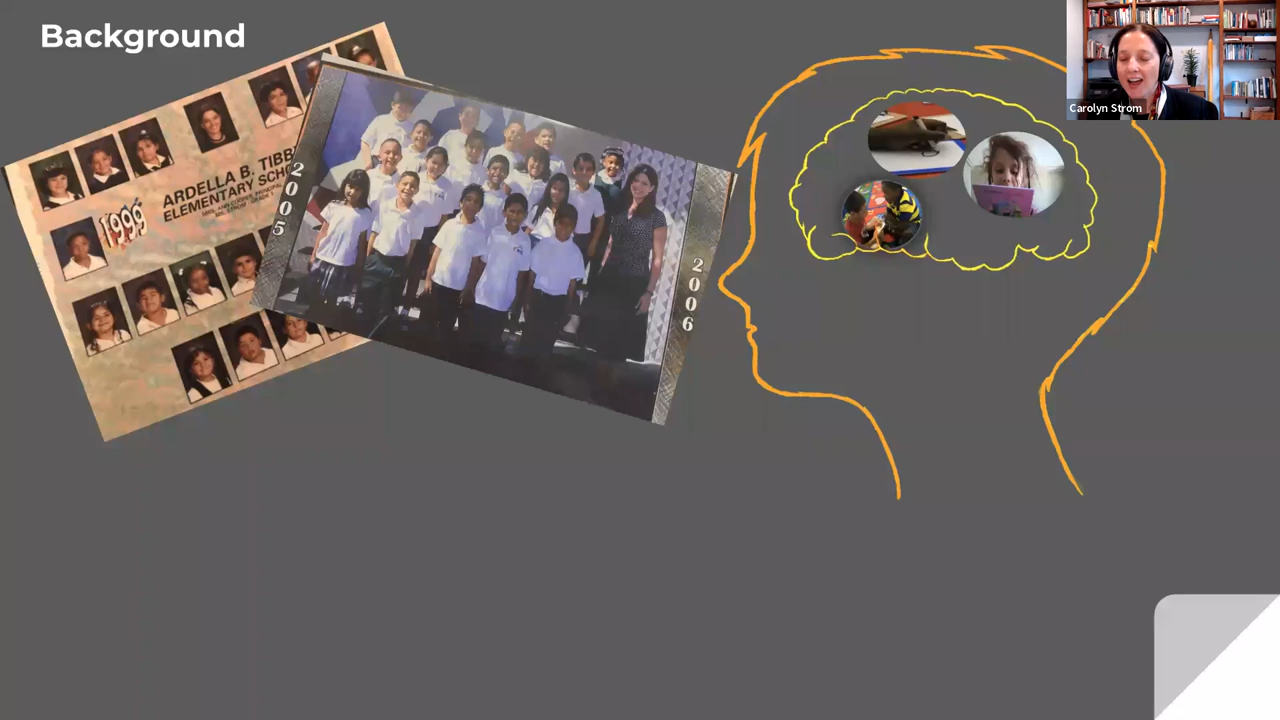 Background
Carolyn Strom
1999
ARDELLA B. TIBB
ELEMENTARY SCHO
2005
2006